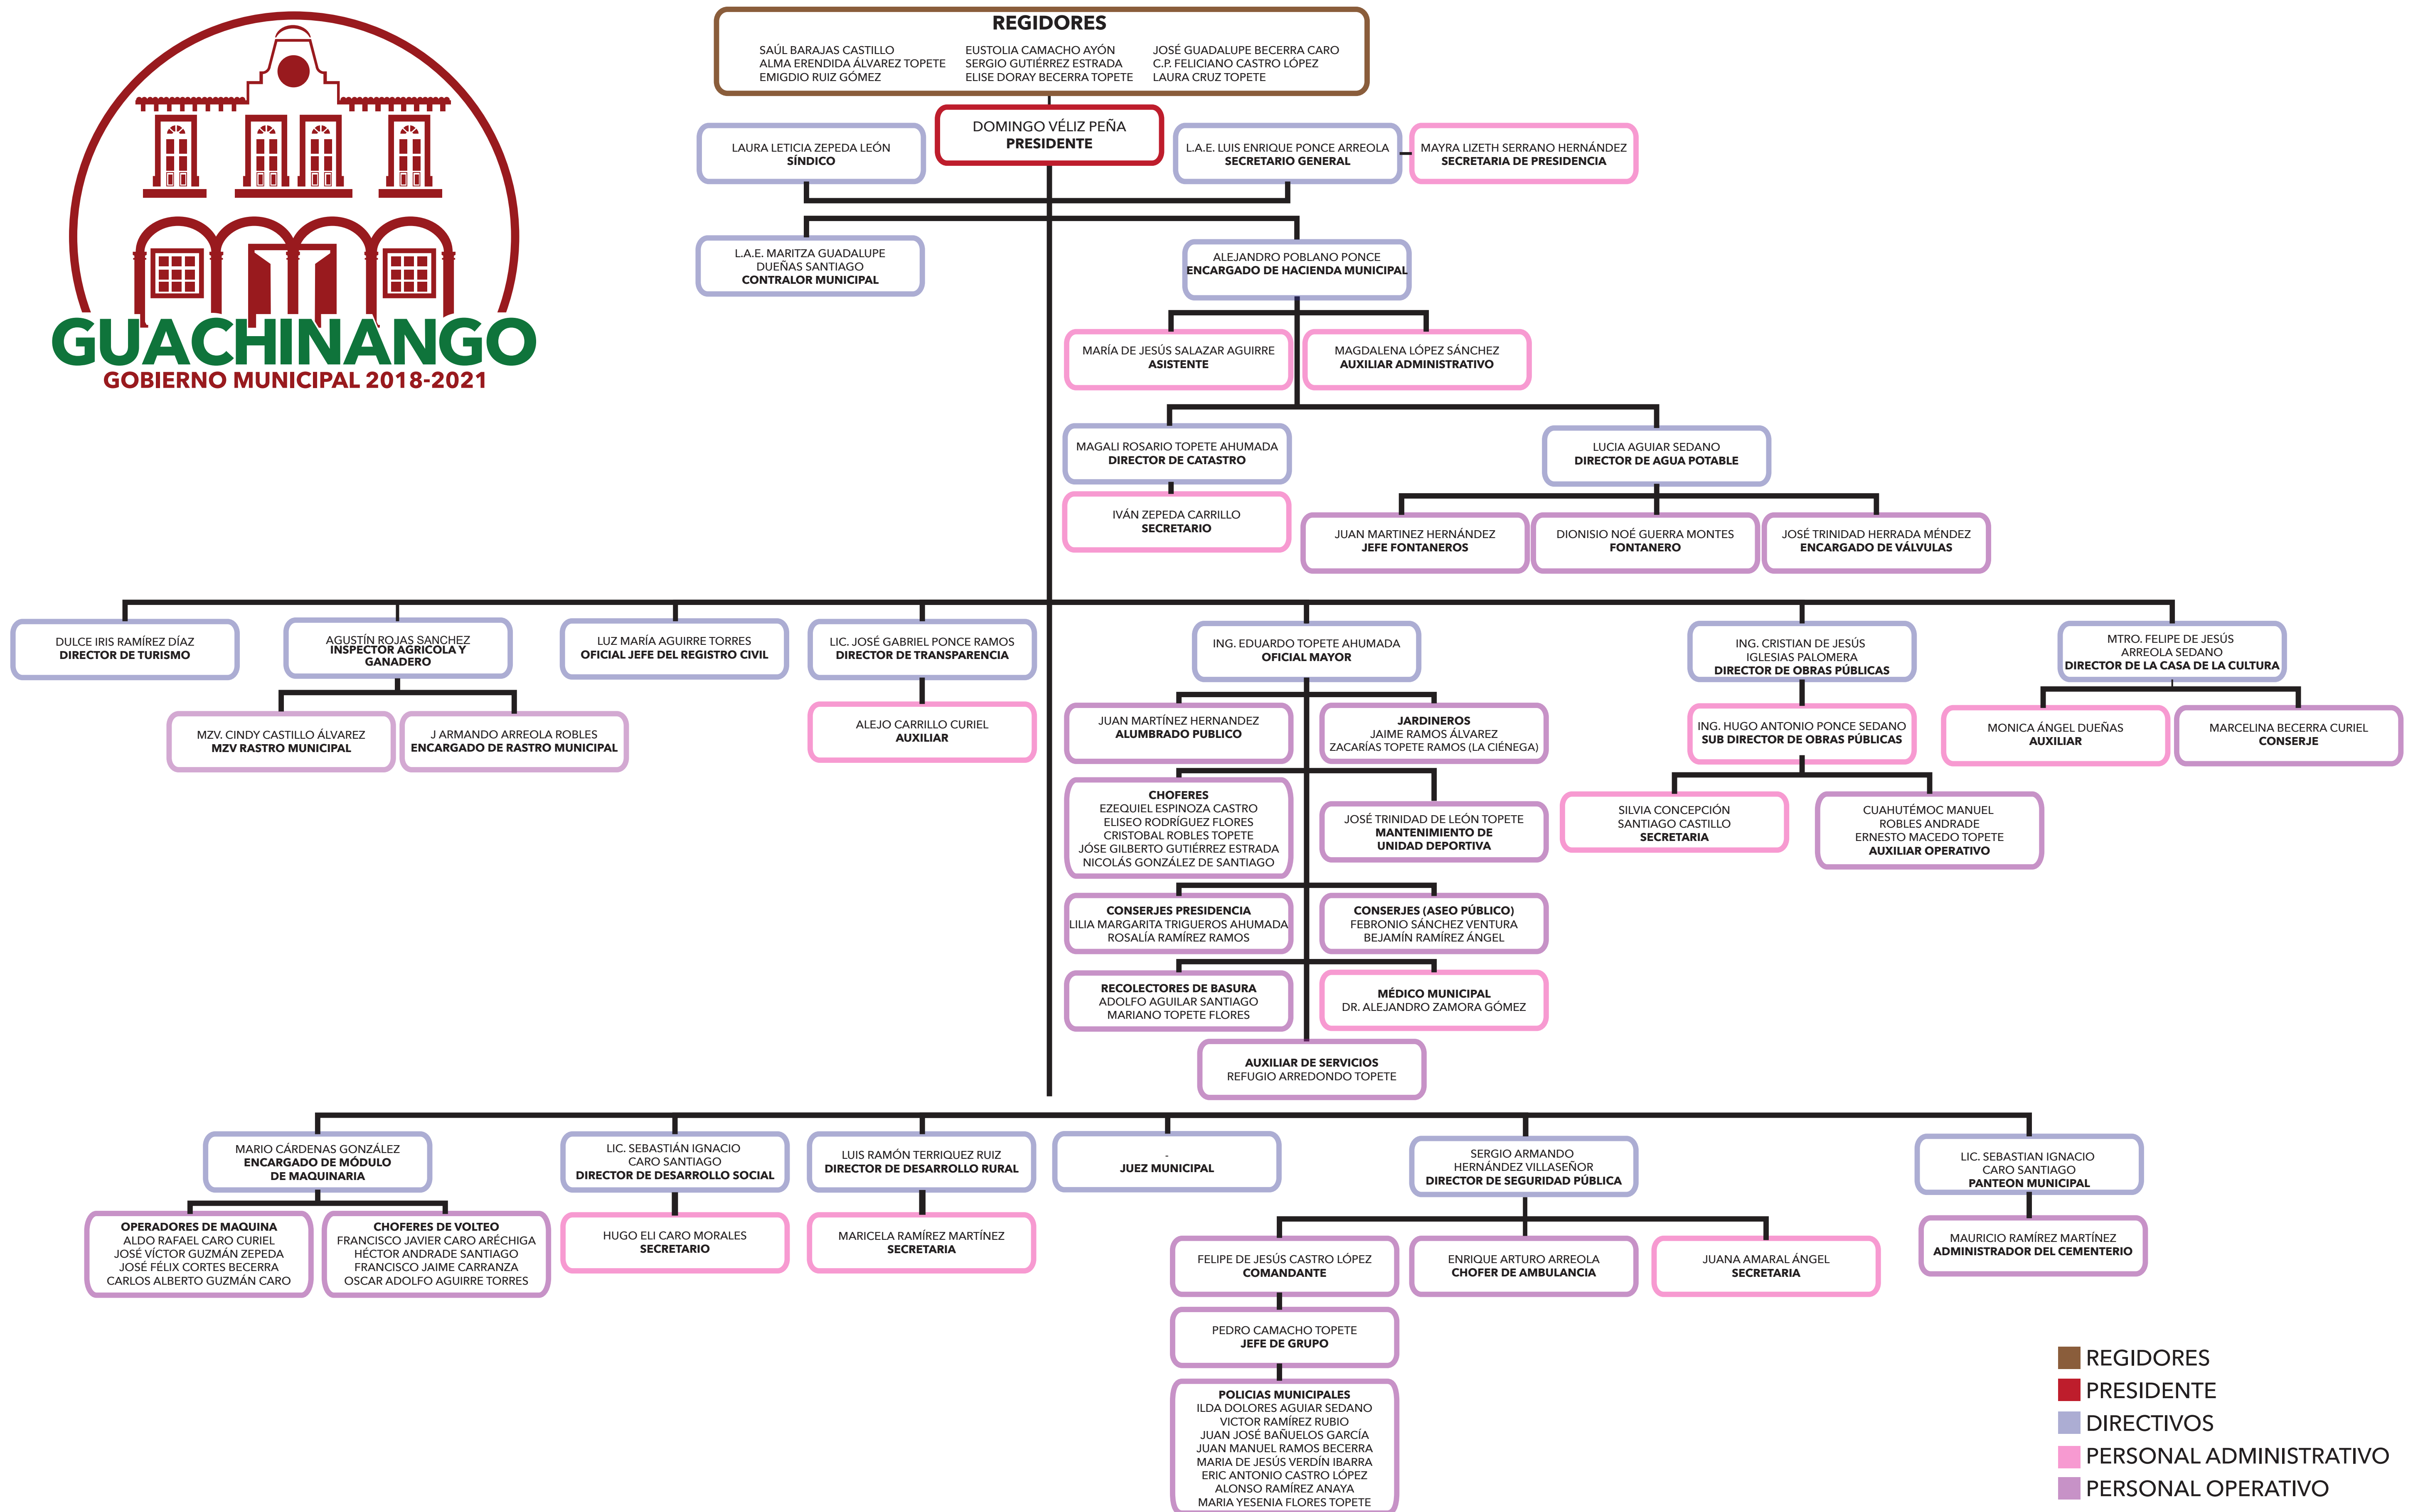 REGIDORES
SAÚL BARAJAS CASTILLO
ALMA ERENDIDA ÁLVAREZ TOPETE
EMIGDIO RUIZ GÓMEZ
EUSTOLIA CAMACHO AYÓN
SERGIO GUTIÉRREZ ESTRADA
ELISE DORAY BECERRA TOPETE
JOSÉ GUADALUPE BECERRA CARO
C.P. FELICIANO CASTRO LÓPEZ
LAURA CRUZ TOPETE
DOMINGO VÉLIZ PEÑA
PRESIDENTE
LAURA LETICIA ZEPEDA LEÓN
SÍNDICO
L.A.E. LUIS ENRIQUE PONCE ARREOLA
SECRETARIO GENERAL
MAYRA LIZETH SERRANO HERNÁNDEZ
SECRETARIA DE PRESIDENCIA
GUACHINANGO
GOBIERNO MUNICIPAL 2018-2021
L.A.E. MARITZA GUADALUPE
DUEÑAS SANTIAGO
CONTRALOR MUNICIPAL
ALEJANDRO POBLANO PONCE
ENCARGADO DE HACIENDA MUNICIPAL
MARÍA DE JESÚS SALAZAR AGUIRRE
ASISTENTE
MAGDALENA LÓPEZ SÁNCHEZ
AUXILIAR ADMINISTRATIVO
MAGALI ROSARIO TOPETE AHUMADA
DIRECTOR DE CATASTRO
LUCIA AGUIAR SEDANO
DIRECTOR DE AGUA POTABLE
IVÁN ZEPEDA CARRILLO
SECRETARIO
JUAN MARTINEZ HERNÁNDEZ
JEFE FONTANEROS
DIONISIO NOÉ GUERRA MONTES
FONTANERO
JOSÉ TRINIDAD HERRADA MÉNDEZ
ENCARGADO DE VÁLVULAS
DULCE IRIS RAMÍREZ DÍAZ
DIRECTOR DE TURISMO
AGUSTÍN ROJAS SANCHEZ
INSPECTOR AGRICOLA Y
GANADERO
LUZ MARÍA AGUIRRE TORRES
OFICIAL JEFE DEL REGISTRO CIVIL
LIC. JOSÉ GABRIEL PONCE RAMOS
DIRECTOR DE TRANSPARENCIA
ING. EDUARDO TOPETE AHUMADA
OFICIAL MAYOR
ING. CRISTIAN DE JESÚS
IGLESIAS PALOMERA
DIRECTOR DE OBRAS PÚBLICAS
MTRO. FELIPE DE JESÚS
ARREOLA SEDANO
DIRECTOR DE LA CASA DE LA CULTURA
MZV. CINDY CASTILLO ÁLVAREZ
MZV RASTRO MUNICIPAL
J ARMANDO ARREOLA ROBLES
ENCARGADO DE RASTRO MUNICIPAL
ALEJO CARRILLO CURIEL
AUXILIAR
JUAN MARTÍNEZ HERNANDEZ
ALUMBRADO PUBLICO
JARDINEROS
JAIME RAMOS ÁLVAREZ
ZACARÍAS TOPETE RAMOS (LA CIÉNEGA)
ING. HUGO ANTONIO PONCE SEDANO
SUB DIRECTOR DE OBRAS PÚBLICAS
MONICA ÁNGEL DUEÑAS
AUXILIAR
MARCELINA BECERRA CURIEL
CONSERJE
CHOFERES
EZEQUIEL ESPINOZA CASTRO
ELISEO RODRÍGUEZ FLORES
CRISTOBAL ROBLES TOPETE
JÓSE GILBERTO GUTIÉRREZ ESTRADA
NICOLÁS GONZÁLEZ DE SANTIAGO
JOSÉ TRINIDAD DE LEÓN TOPETE
MANTENIMIENTO DE
UNIDAD DEPORTIVA
SILVIA CONCEPCIÓN
SANTIAGO CASTILLO
SECRETARIA
CUAHUTÉMOC MANUEL
ROBLES ANDRADE
ERNESTO MACEDO TOPETE
AUXILIAR OPERATIVO
CONSERJES PRESIDENCIA
LILIA MARGARITA TRIGUEROS AHUMADA
ROSALÍA RAMÍREZ RAMOS
CONSERJES (ASEO PÚBLICO)
FEBRONIO SÁNCHEZ VENTURA
BEJAMÍN RAMÍREZ ÁNGEL
RECOLECTORES DE BASURA
ADOLFO AGUILAR SANTIAGO
MARIANO TOPETE FLORES
MÉDICO MUNICIPAL
DR. ALEJANDRO ZAMORA GÓMEZ
AUXILIAR DE SERVICIOS
REFUGIO ARREDONDO TOPETE
MARIO CÁRDENAS GONZÁLEZ
ENCARGADO DE MÓDULO
DE MAQUINARIA
LIC. SEBASTIÁN IGNACIO
CARO SANTIAGO
DIRECTOR DE DESARROLLO SOCIAL
LUIS RAMÓN TERRIQUEZ RUIZ
DIRECTOR DE DESARROLLO RURAL
-
JUEZ MUNICIPAL
SERGIO ARMANDO
HERNÁNDEZ VILLASEÑOR
DIRECTOR DE SEGURIDAD PÚBLICA
LIC. SEBASTIAN IGNACIO
CARO SANTIAGO
PANTEON MUNICIPAL
OPERADORES DE MAQUINA
ALDO RAFAEL CARO CURIEL
JOSÉ VÍCTOR GUZMÁN ZEPEDA
JOSÉ FÉLIX CORTES BECERRA
CARLOS ALBERTO GUZMÁN CARO
CHOFERES DE VOLTEO
FRANCISCO JAVIER CARO ARÉCHIGA
HÉCTOR ANDRADE SANTIAGO
FRANCISCO JAIME CARRANZA
OSCAR ADOLFO AGUIRRE TORRES
HUGO ELI CARO MORALES
SECRETARIO
MARICELA RAMÍREZ MARTÍNEZ
SECRETARIA
FELIPE DE JESÚS CASTRO LÓPEZ
COMANDANTE
ENRIQUE ARTURO ARREOLA
CHOFER DE AMBULANCIA
JUANA AMARAL ÁNGEL
SECRETARIA
MAURICIO RAMÍREZ MARTÍNEZ
ADMINISTRADOR DEL CEMENTERIO
PEDRO CAMACHO TOPETE
JEFE DE GRUPO
POLICIAS MUNICIPALES
ILDA DOLORES AGUIAR SEDANO
VICTOR RAMÍREZ RUBIO
JUAN JOSÉ BAÑUELOS GARCÍA
JUAN MANUEL RAMOS BECERRA
MARIA DE JESÚS VERDÍN IBARRA
ERIC ANTONIO CASTRO LÓPEZ
ALONSO RAMÍREZ ANAYA
MARIA YESENIA FLORES TOPETE
REGIDORES
PRESIDENTE
DIRECTIVOS
PERSONAL ADMINISTRATIVO
PERSONAL OPERATIVO